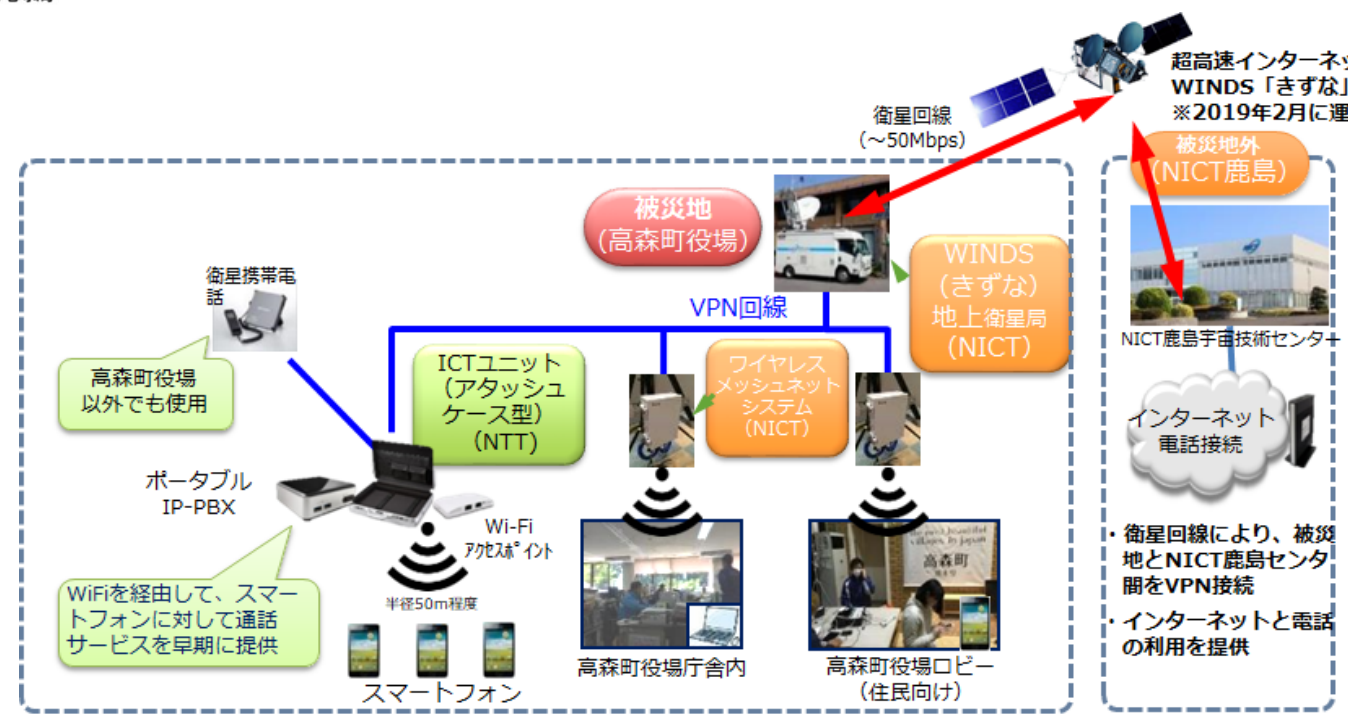 超高速インターネッ
WINDS「きずな」
※2019年2月に運
衛星回線
(~50Mbps)
被災地外
(NICT鹿島)
被災地
(高森町役場)
WINDS
(きずな)
地上衛星局
(NICT)
衛星携帯電
話
VPN回線
NICT鹿島宇宙技術センター
高森町役場
以外でも使用
ICTユニット
(アタッシュ
ケース型)
(NTT)
ワイヤレス
メッシュネット
システム
(NICT)
インターネット
電話接続
ポータブル
IP-PBX
Wi-Fi
アクセスポイント
WiFiを経由して、スマー
トフォンに対して通話
サービスを早期に提供
半径50m程度
高森町
スマートフォン
高森町役場庁舎内
高森町役場ロビー
(住民向け)
・衛星回線により、被災
地とNICT鹿島センタ
間をVPN接続
・インターネットと電話
の利用を提供